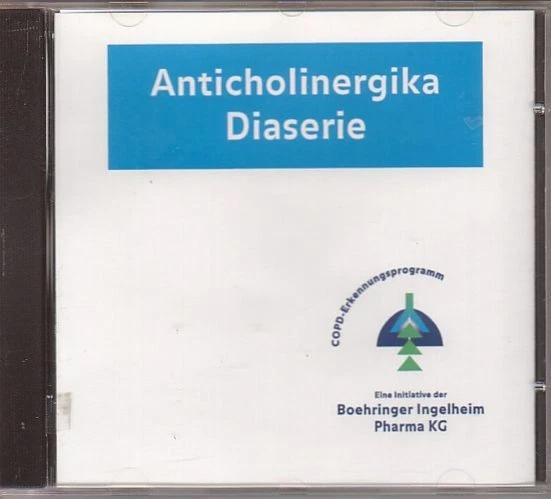 Anticholinergika
Diaserie
COPD-Erkennungsprogramm
Eine Initiative der
Boehringer Ingelheim
Pharma KG